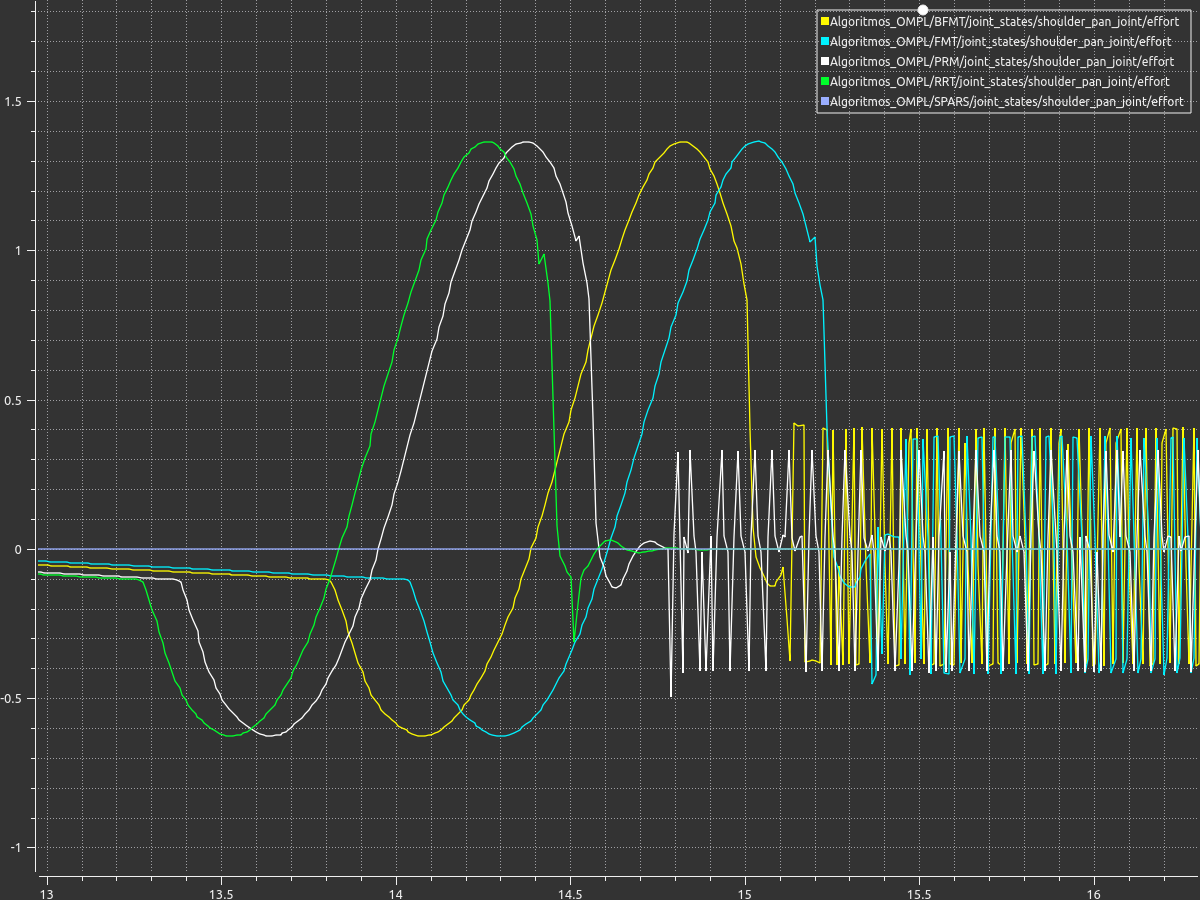 Algoritmos_OMPL/BFMT/joint_states/shoulder_pan_joint/effort
Algoritmos_OMPL/FMT/joint_states/shoulder_pan_joint/effort
Algoritmos_OMPL/PRM/joint_states/shoulder_pan_joint/effort
Algoritmos_OMPL/RRT/joint_states/shoulder_pan_joint/effort
Algoritmos_OMPL/SPARS/joint_states/shoulder_pan_joint/effort
1.5
1
0.5
0
-0.5
-1
13 13.5 14 14.5 15 15.5 16